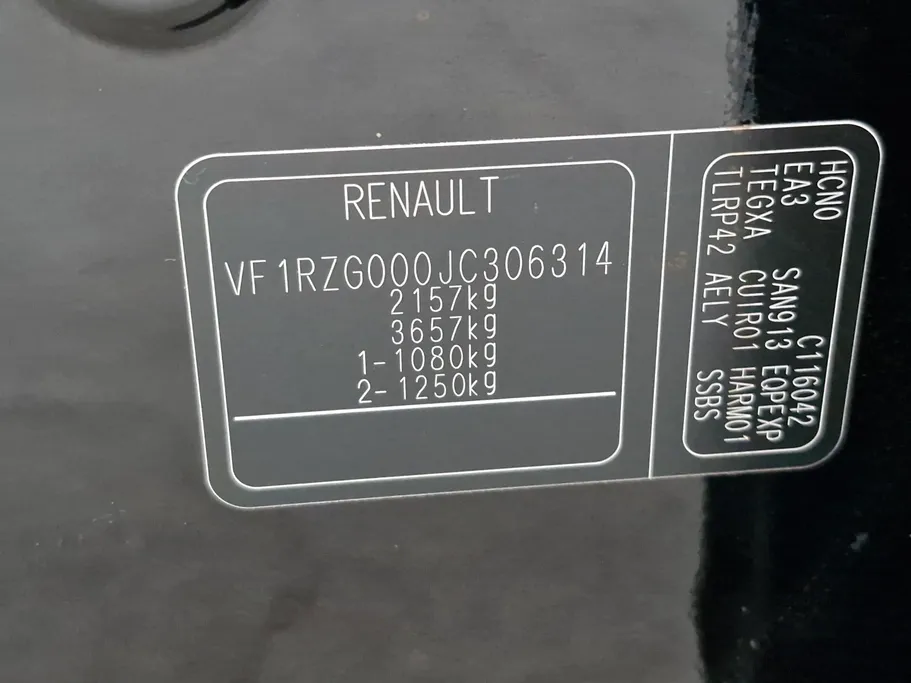 RENAULT
VF1RZG000JC306314
2157kg
3657kg
1-1080kg
2-1250kg
HCNO C116042
EA3 SAN913 EQPEXP
TEGXA CUIR01 HARM01
TLRP42 AELY SSBS